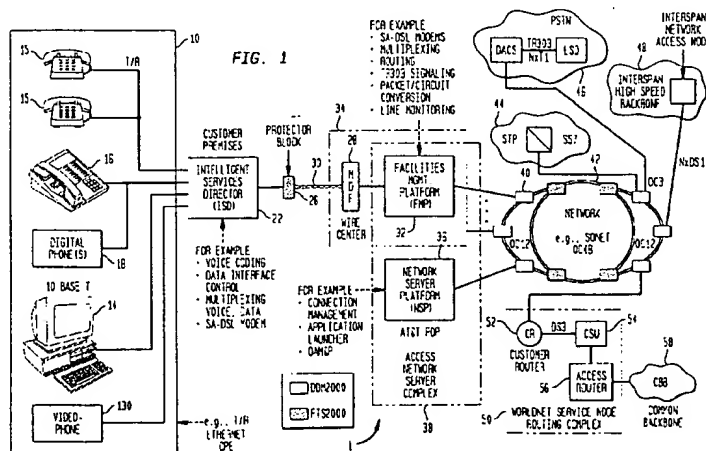 FIG. 1
10
15
T/R
15
16
DIGITAL
PHONE(S)
18
10 BASE T
14
VIDEO-
PHONE
130
e.g., T/R
ETHERNET
CPE
CUSTOMER
PREMISES
INTELLIGENT
SERVICES
DIRECTOR
(ISD)
22
FOR EXAMPLE
• VOICE CODING
• DATA INTERFACE
CONTROL
• MULTIPLEXING
VOICE, DATA
• SA-DSL MODEM
PROTECTOR
BLOCK
26
30
34
28
MDF
WIRE
CENTER
FOR EXAMPLE
• SA-DSL MODEMS
• MULTIPLEXING
• ROUTING
• TR303 SIGNALING
• PACKET/CIRCUIT
CONVERSION
• LINE MONITORING
FACILITIES
MGMT
PLATFORM
(FMP)
32
36
NETWORK
SERVER
PLATFORM
(NSP)
AT&T POP
FOR EXAMPLE
• CONNECTION
MANAGEMENT
• APPLICATION
LAUNCHER
• OAM&P
ACCESS
NETWORK
SERVER
COMPLEX
38
DDM2000
FTS2000
1
PSTN
DACS
TR303
NxT1
46
INTERSPAN
NETWORK
ACCESS
48
INTERSPAN
HIGH SPEED
NxDS1
44
STP
SS7
40
42
OC3
NETWORK
e.g., SONET
OC48
OC12
OC12
52
CR
CUSTOMER
ROUTER
DS3
CSU
54
56
ACCESS
ROUTER
58
CBB
COMMON
BACKBONE
50
WORLDNET SERVICE NODE
ROUTING COMPLEX